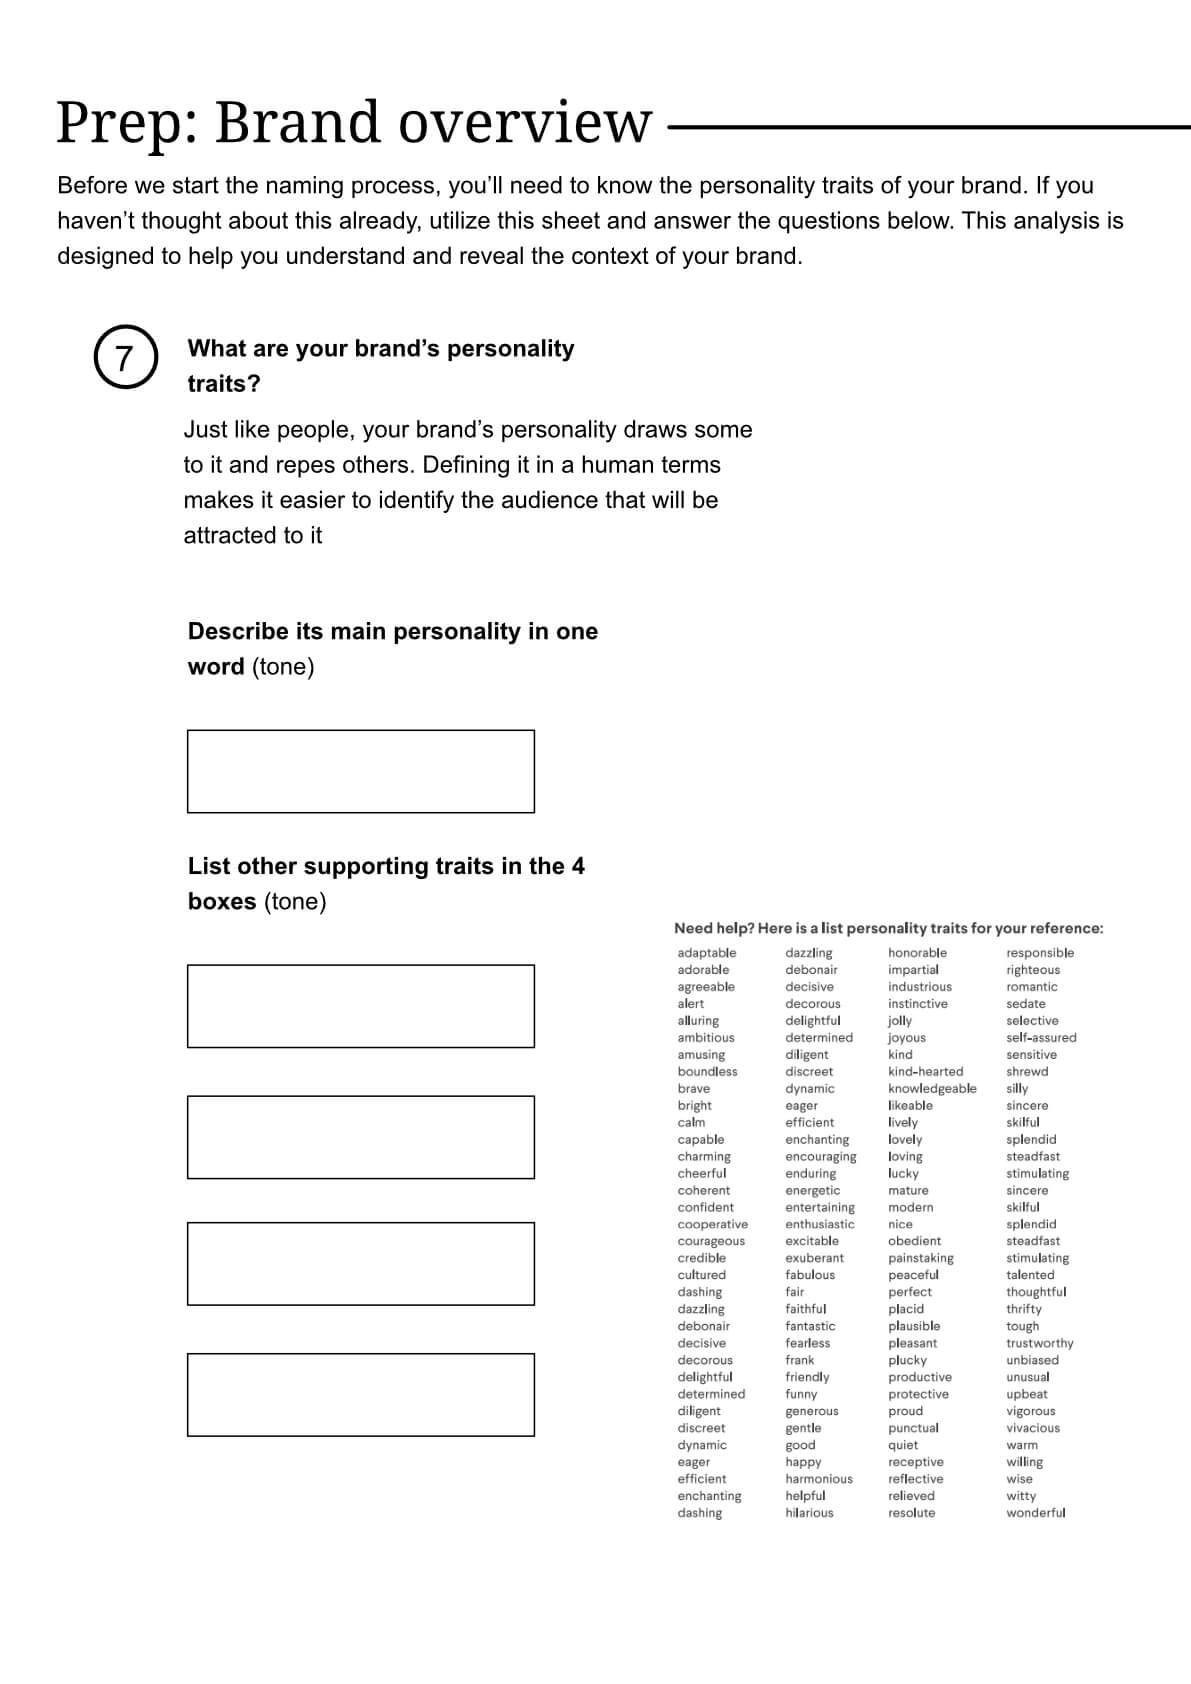 Prep: Brand overview
Before we start the naming process, you’ll need to know the personality traits of your brand. If you
haven’t thought about this already, utilize this sheet and answer the questions below. This analysis is
designed to help you understand and reveal the context of your brand.
7
What are your brand’s personality
traits?
Just like people, your brand’s personality draws some
to it and repes others. Defining it in a human terms
makes it easier to identify the audience that will be
attracted to it
Describe its main personality in one
word (tone)
List other supporting traits in the 4
boxes (tone)
Need help? Here is a list personality traits for your reference:
adaptable
adorable
agreeable
alert
alluring
ambitious
amusing
boundless
brave
bright
calm
capable
charming
cheerful
coherent
confident
cooperative
courageous
credible
cultured
dashing
dazzling
debonair
decisive
decorous
delightful
determined
diligent
discreet
dynamic
eager
efficient
enchanting
dashing
dazzling
debonair
decisive
decorous
delightful
determined
diligent
discreet
dynamic
eager
efficient
enchanting
encouraging
enduring
energetic
entertaining
enthusiastic
excitable
exuberant
fabulous
fair
faithful
fantastic
fearless
frank
friendly
funny
generous
gentle
good
happy
harmonious
helpful
hilarious
honorable
impartial
industrious
instinctive
jolly
joyous
kind
kind-hearted
knowledgeable
likeable
lively
lovely
loving
lucky
mature
modern
nice
obedient
painstaking
peaceful
perfect
placid
plausible
pleasant
plucky
productive
protective
proud
punctual
quiet
receptive
reflective
relieved
resolute
responsible
righteous
romantic
sedate
selective
self-assured
sensitive
shrewd
silly
sincere
skilful
splendid
steadfast
stimulating
sincere
skilful
splendid
steadfast
stimulating
talented
thoughtful
thrifty
tough
trustworthy
unbiased
unusual
upbeat
vigorous
vivacious
warm
willing
wise
witty
wonderful